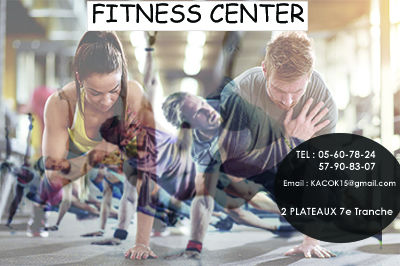 FITNESS CENTER
TEL : 05-60-78-24
57-90-83-07
Email : KACOK15@gmail.com
2 PLATEAUX 7e Tranche